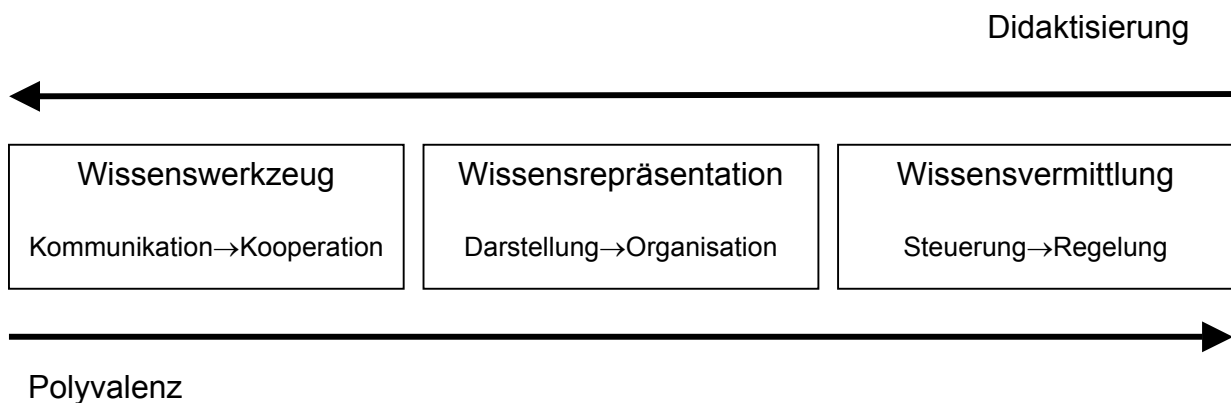 Didaktisierung
Wissenswerkzeug
Kommunikation→Kooperation
Wissensrepräsentation
Darstellung→Organisation
Wissensvermittlung
Steuerung→Regelung
Polyvalenz